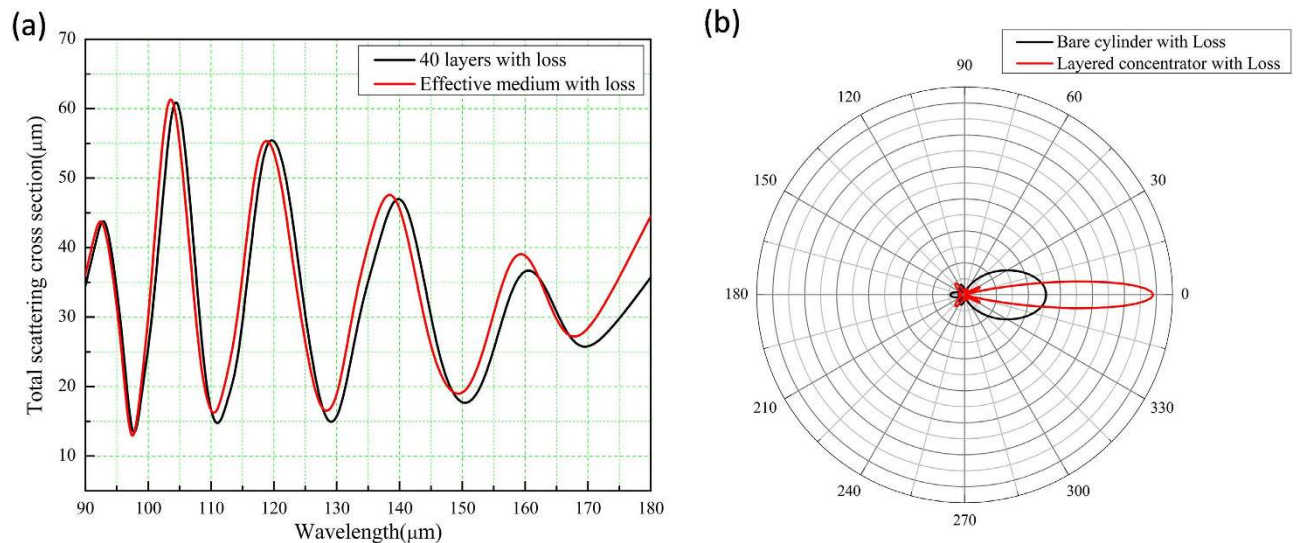 (a)
70
60
50
40
30
20
10
Total scattering cross section(μm)
40 layers with loss
Effective medium with loss
90 100 110 120 130 140 150 160 170 180
Wavelength(μm)
(b)
Bare cylinder with Loss
Layered concentrator with Loss
90
120 60
150 30
180 0
210 330
240 300
270